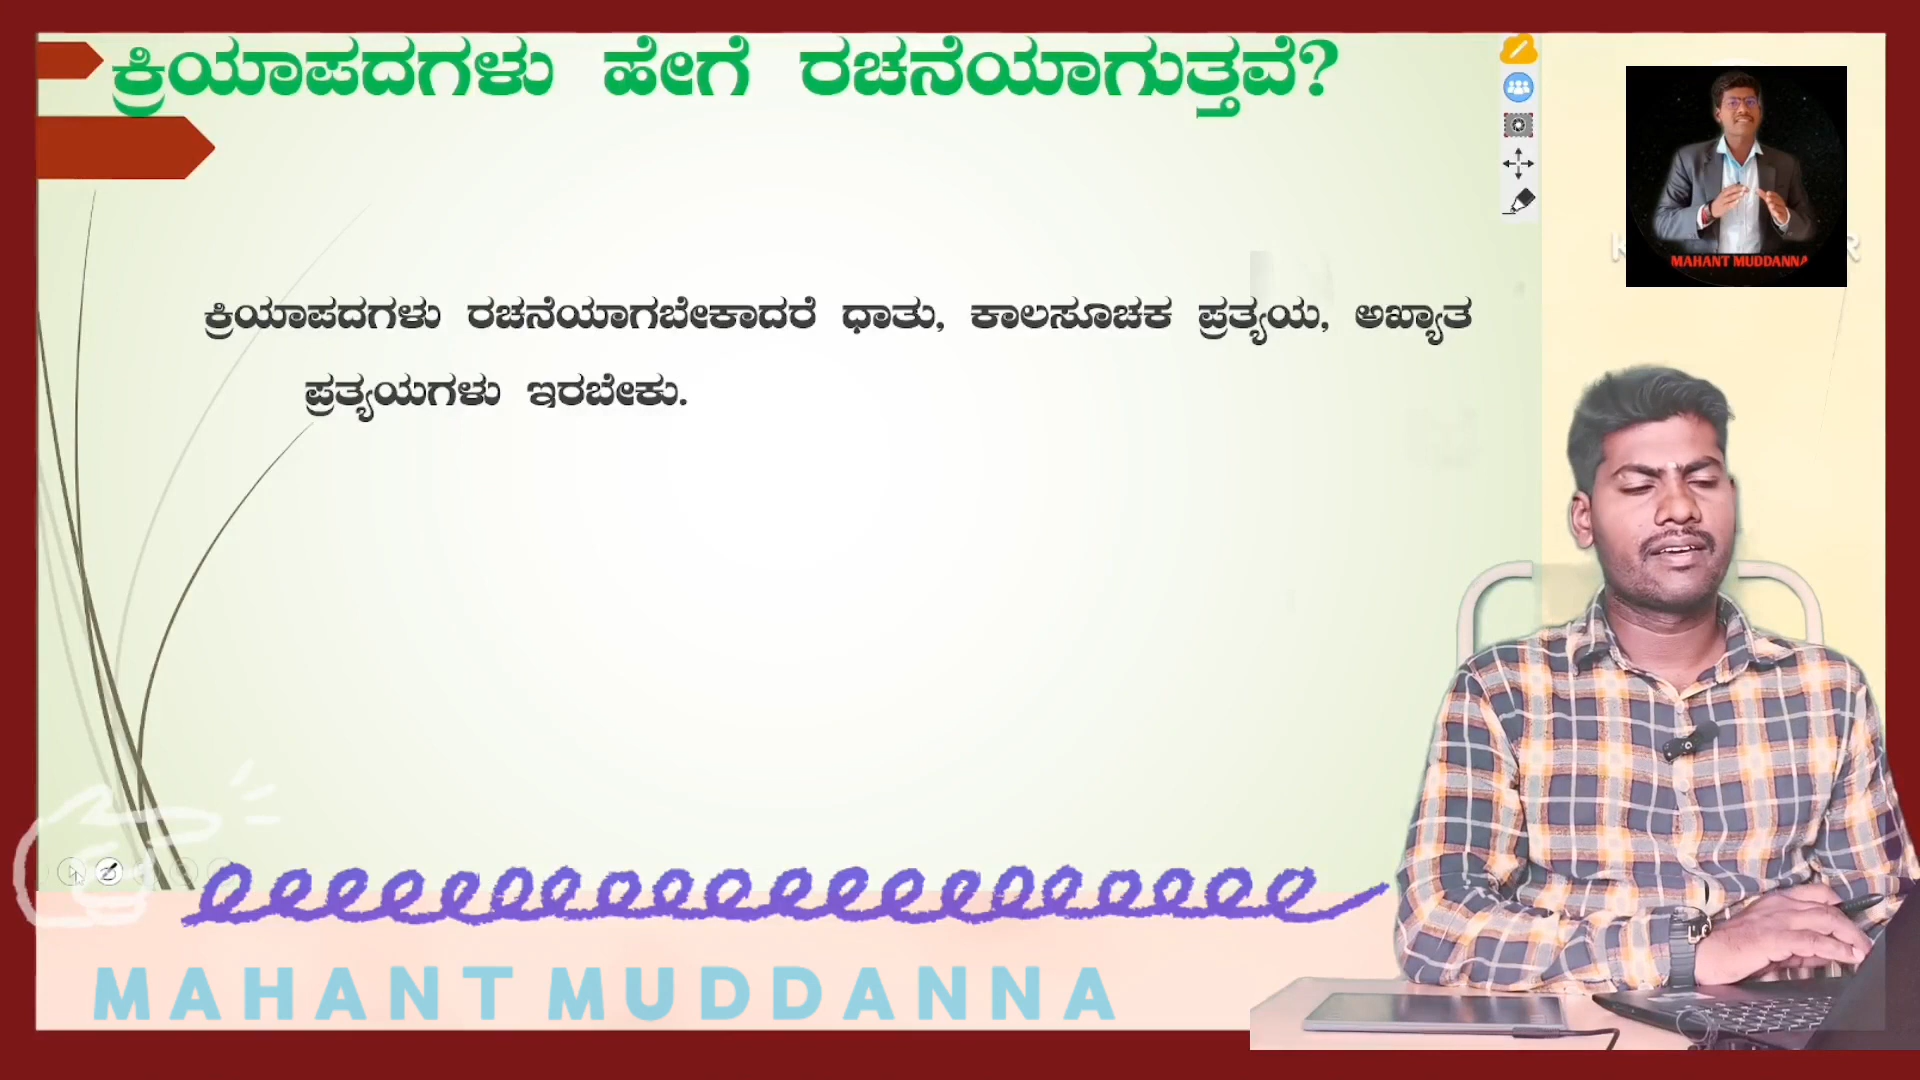 ಕ್ರಿಯಾಪದಗಳು ಹೇಗೆ ರಚನೆಯಾಗುತ್ತವೆ?
MAHANT MUDDANNA
ಕ್ರಿಯಾಪದಗಳು ರಚನೆಯಾಗಬೇಕಾದರೆ ಧಾತು, ಕಾಲಸೂಚಕ ಪ್ರತ್ಯಯ, ಅಖ್ಯಾತ
ಪ್ರತ್ಯಯಗಳು ಇರಬೇಕು.
MAHANT MUDDANNA